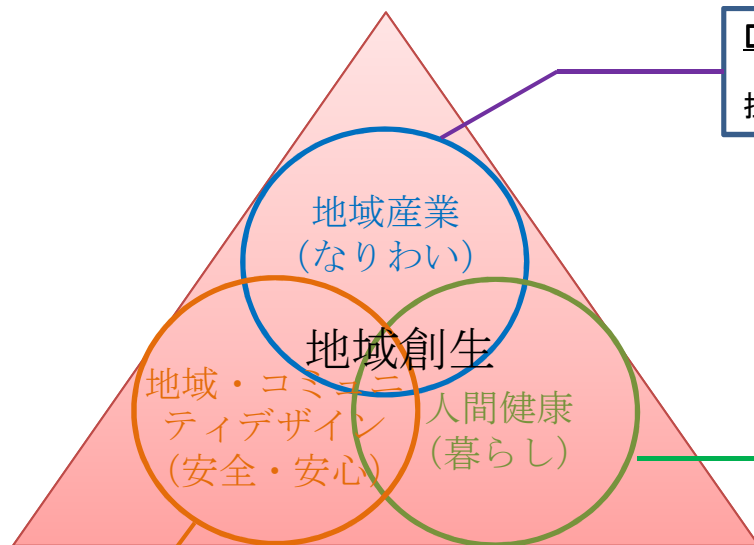 地域産業
（なりわい）
地域創生
地域・コミュニ
ティデザイン
（安全・安心）
人間健康
（暮らし）